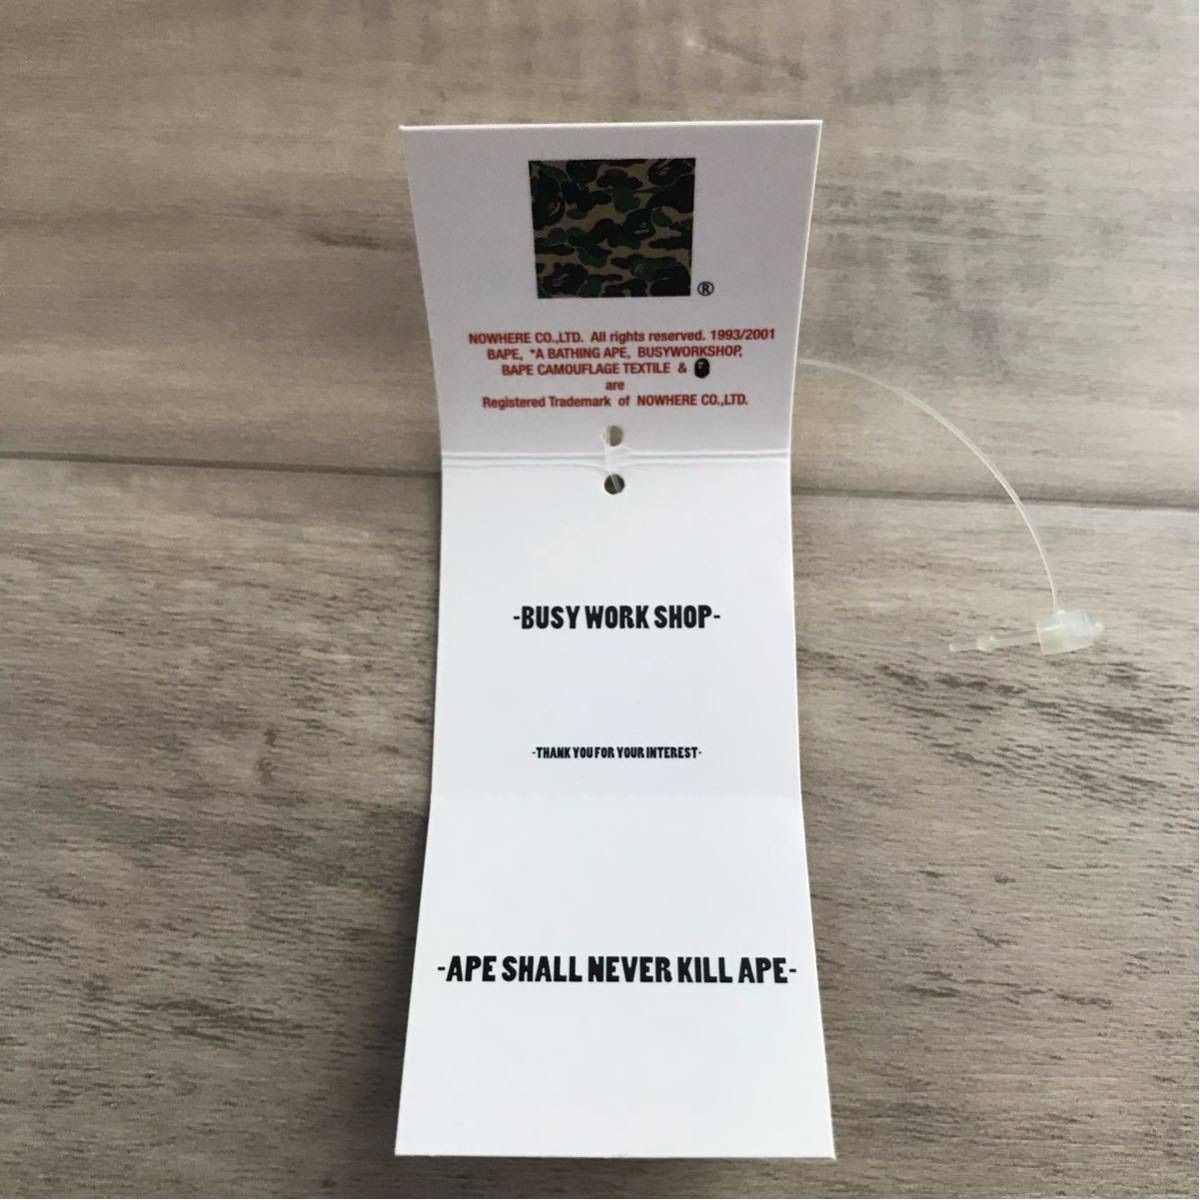 ®
NOWHERE CO.,LTD. All rights reserved. 1993/2001
BAPE, *A BATHING APE, BUSYWORKSHOP,
BAPE CAMOUFLAGE TEXTILE &
are
Registered Trademark of NOWHERE CO.,LTD.
-BUSY WORK SHOP-
-THANK YOU FOR YOUR INTEREST-
-APE SHALL NEVER KILL APE-